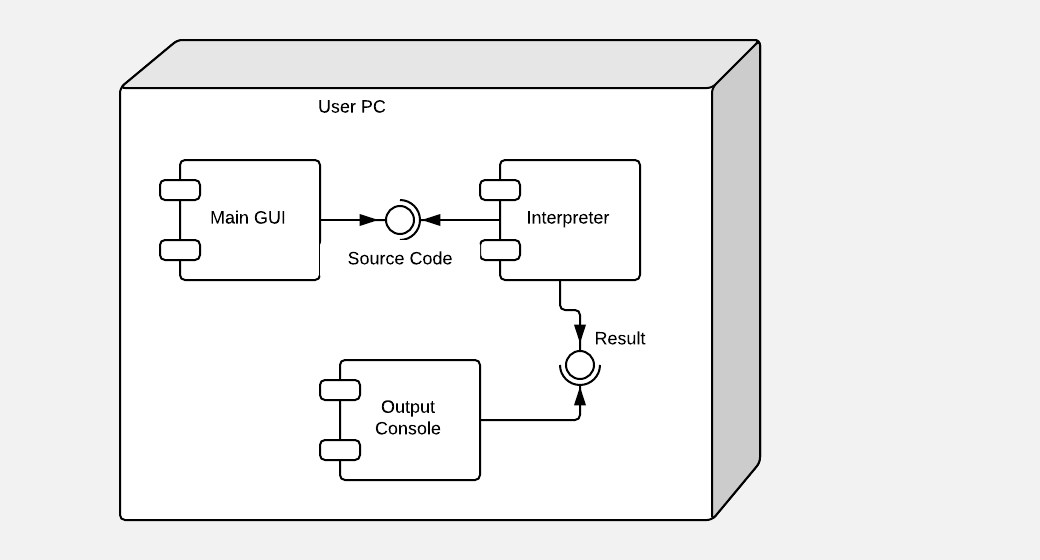 User PC
Main GUI
Interpreter
Source Code
Result
Output
Console